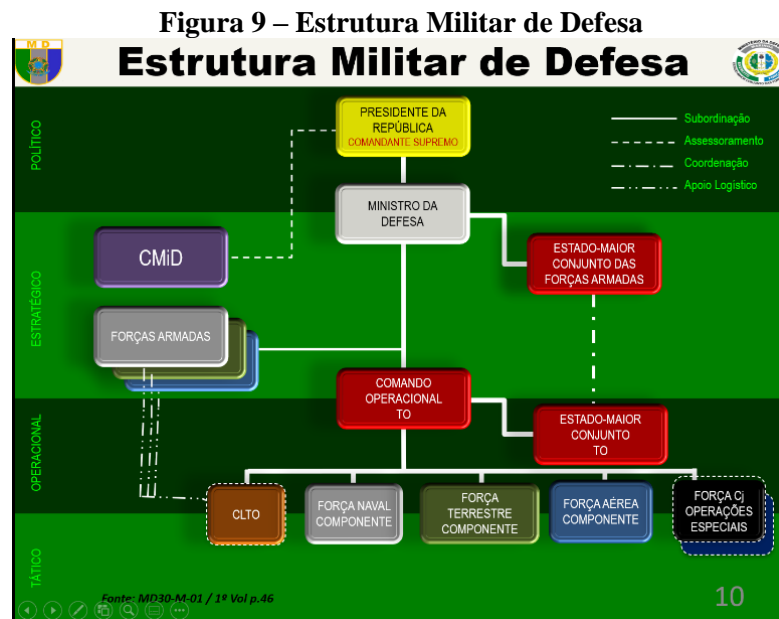 Figura 9 – Estrutura Militar de Defesa
MD
Estrutura Militar de Defesa
POLÍTICO
PRESIDENTE DA
REPÚBLICA
COMANDANTE SUPREMO
Subordinação
Assessoramento
Coordenação
Apoio Logístico
MINISTRO DA
DEFESA
ESTRATÉGICO
CMiD
ESTADO-MAIOR
CONJUNTO DAS
FORÇAS ARMADAS
FORÇAS ARMADAS
OPERACIONAL
COMANDO
OPERACIONAL
TO
ESTADO-MAIOR
CONJUNTO
TO
CLTO
FORÇA NAVAL
COMPONENTE
FORÇA
TERRESTRE
COMPONENTE
FORÇA AÉREA
COMPONENTE
FORÇA Cj
OPERAÇÕES
ESPECIAIS
TÁTICO
Fonte: MD30-M-01 / 1º Vol p.46
10